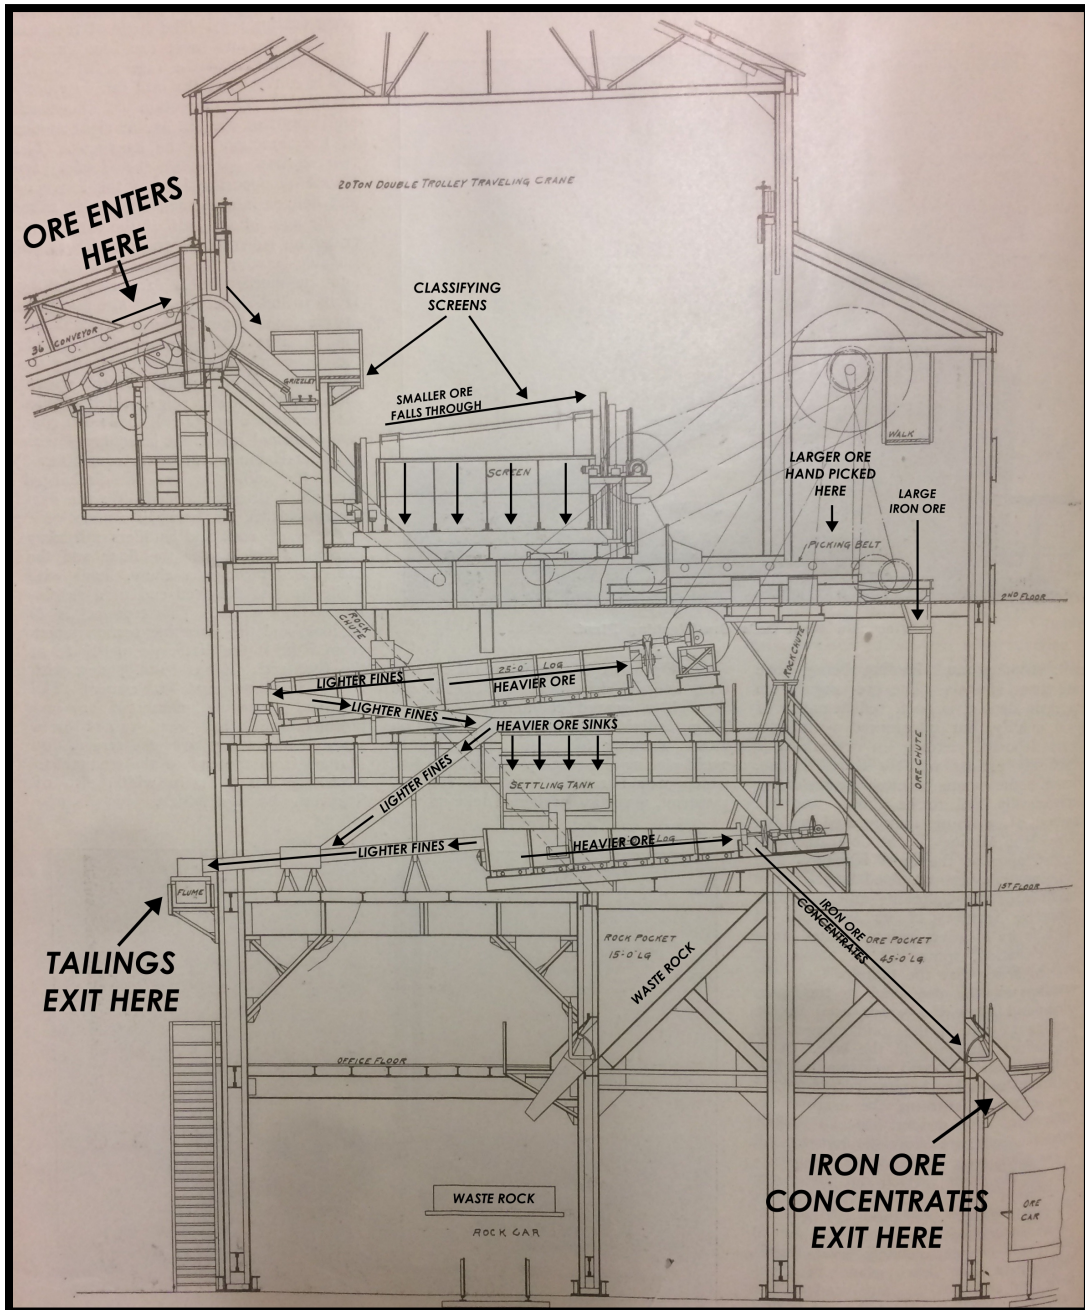 20 TON DOUBLE TROLLEY TRAVELING CRANE
ORE ENTERS
HERE
36" CONVEYOR
GRIZZLEY
CLASSIFYING
SCREENS
SMALLER ORE
FALLS THROUGH
SCREEN
WALK
LARGER ORE
HAND PICKED
HERE
LARGE
IRON ORE
PICKING BELT
2ND FLOOR
ROCK
CHUTE
ROCK CHUTE
25-0" LOG
LIGHTER FINES
HEAVIER ORE
LIGHTER FINES
HEAVIER ORE SINKS
LIGHTER FINES
SETTLING TANK
ORE CHUTE
LIGHTER FINES
HEAVIER ORE
LOG
FLUME
1ST FLOOR
TAILINGS
EXIT HERE
ROCK POCKET
15-0" LG
WASTE ROCK
IRON ORE
CONCENTRATES
ORE POCKET
45-0" LG
OFFICE FLOOR
WASTE ROCK
ROCK CAR
IRON ORE
CONCENTRATES
EXIT HERE
ORE
CAR